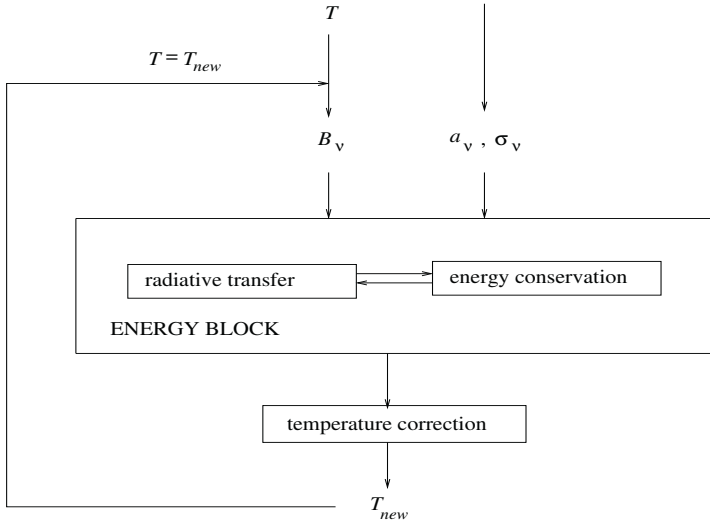 T
T = T_new
B_ν
a_ν , σ_ν
radiative transfer
energy conservation
ENERGY BLOCK
temperature correction
T_new